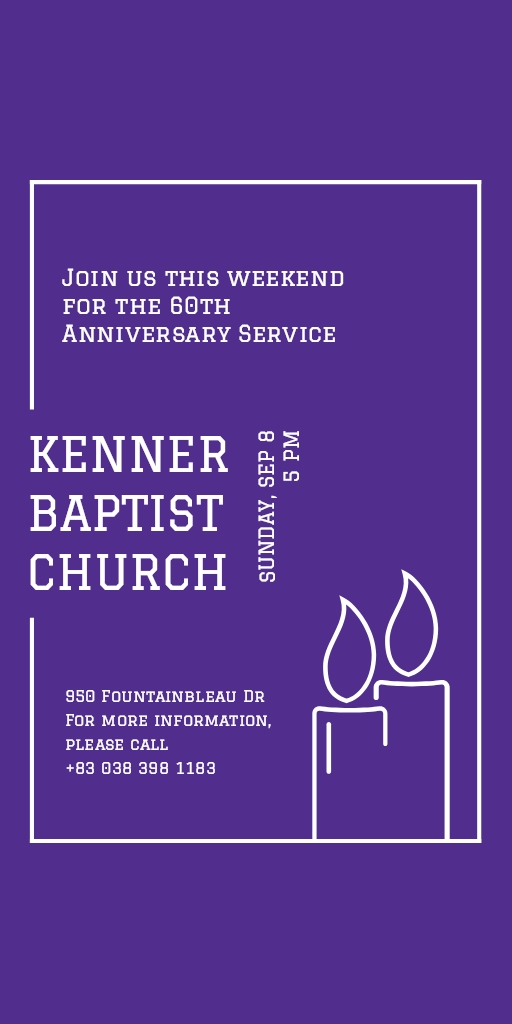 Join us this weekend
for the 60th
Anniversary Service
KENNER
BAPTIST
CHURCH
SUNDAY, SEP 8
5 PM
950 Fountainbleau Dr
For more information,
please call
+83 038 398 1183